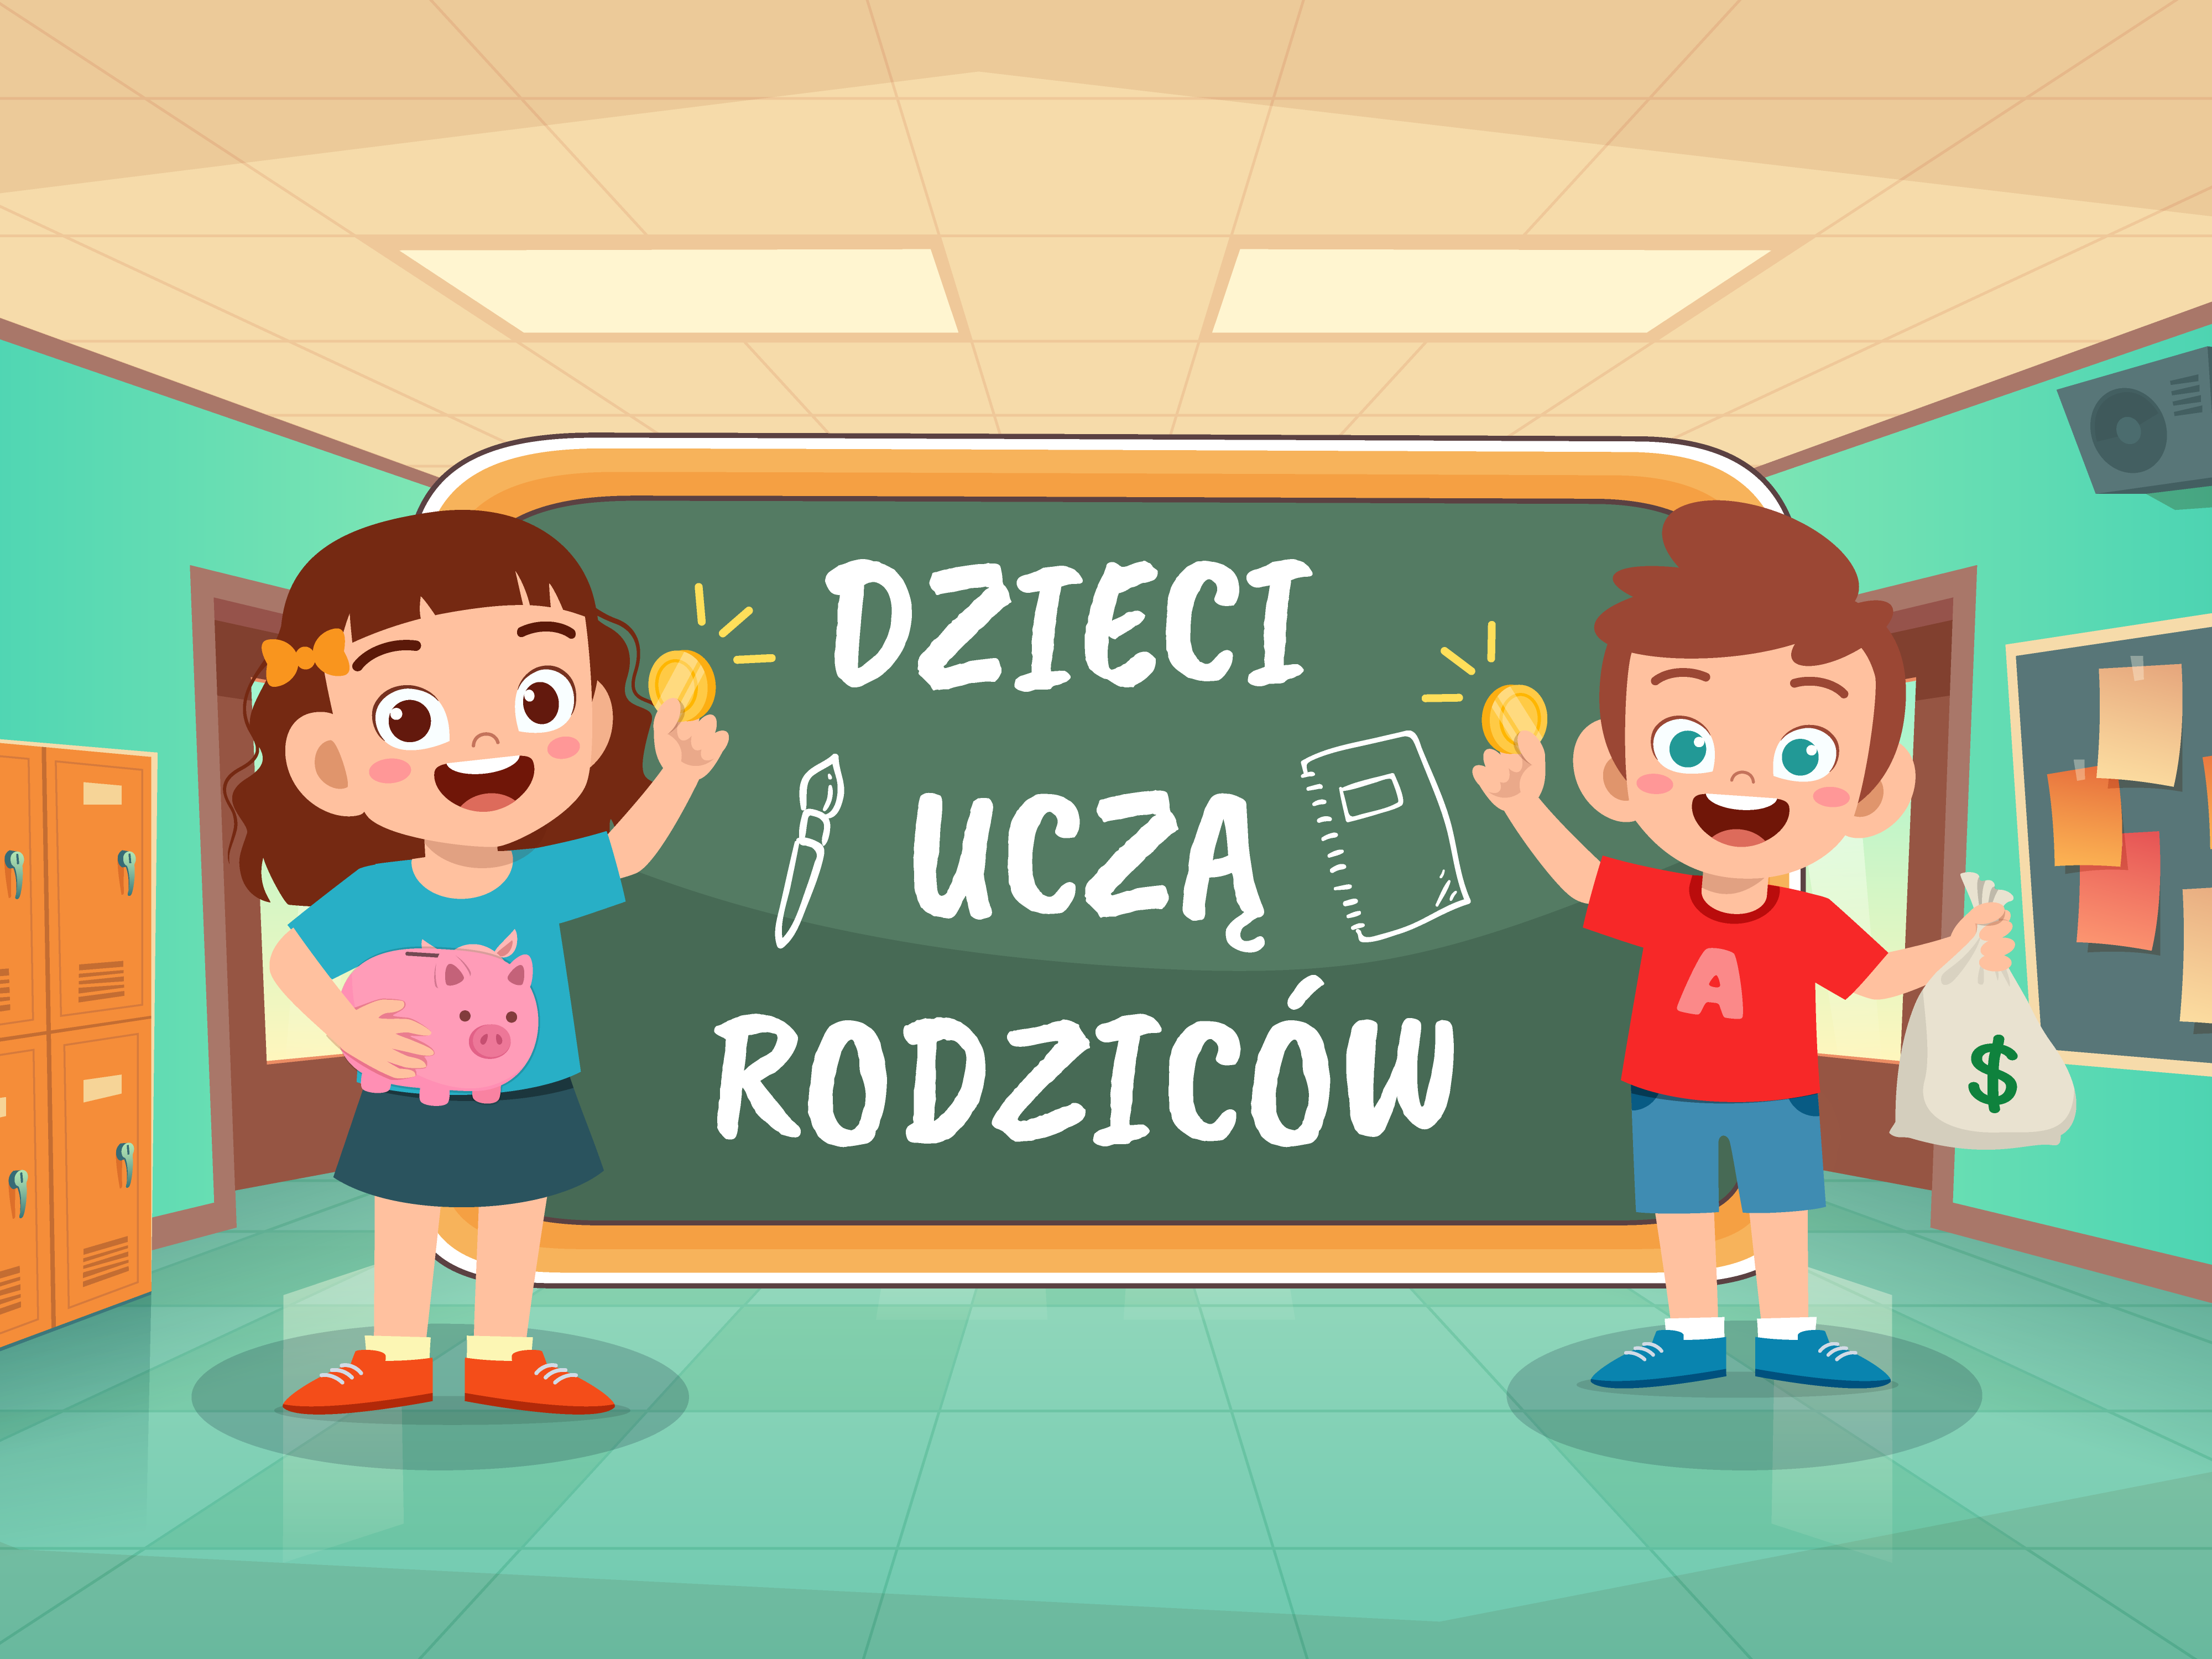 DZIECI
UCZĄ
RODZICÓW
A
$